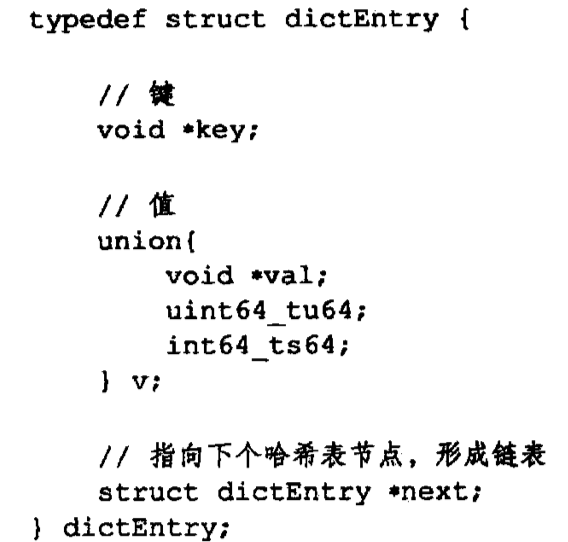 typedef struct dictEntry {
// 键
void *key;
// 值
union{
void *val;
uint64_tu64;
int64_ts64;
} v;
// 指向下个哈希表节点，形成链表
struct dictEntry *next;
} dictEntry;